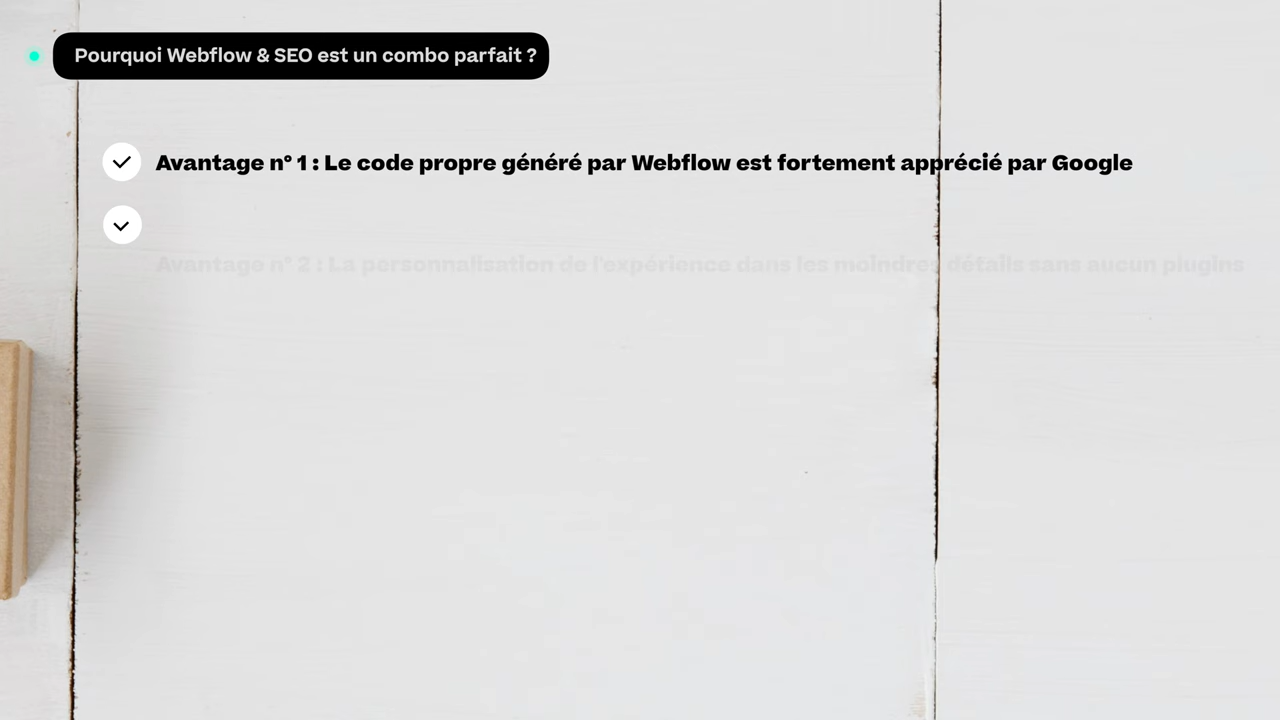 Pourquoi Webflow & SEO est un combo parfait ?
Avantage n° 1 : Le code propre généré par Webflow est fortement apprécié par Google
Avantage n° 2 : La personnalisation de l'expérience dans les moindres détails sans aucun plugins